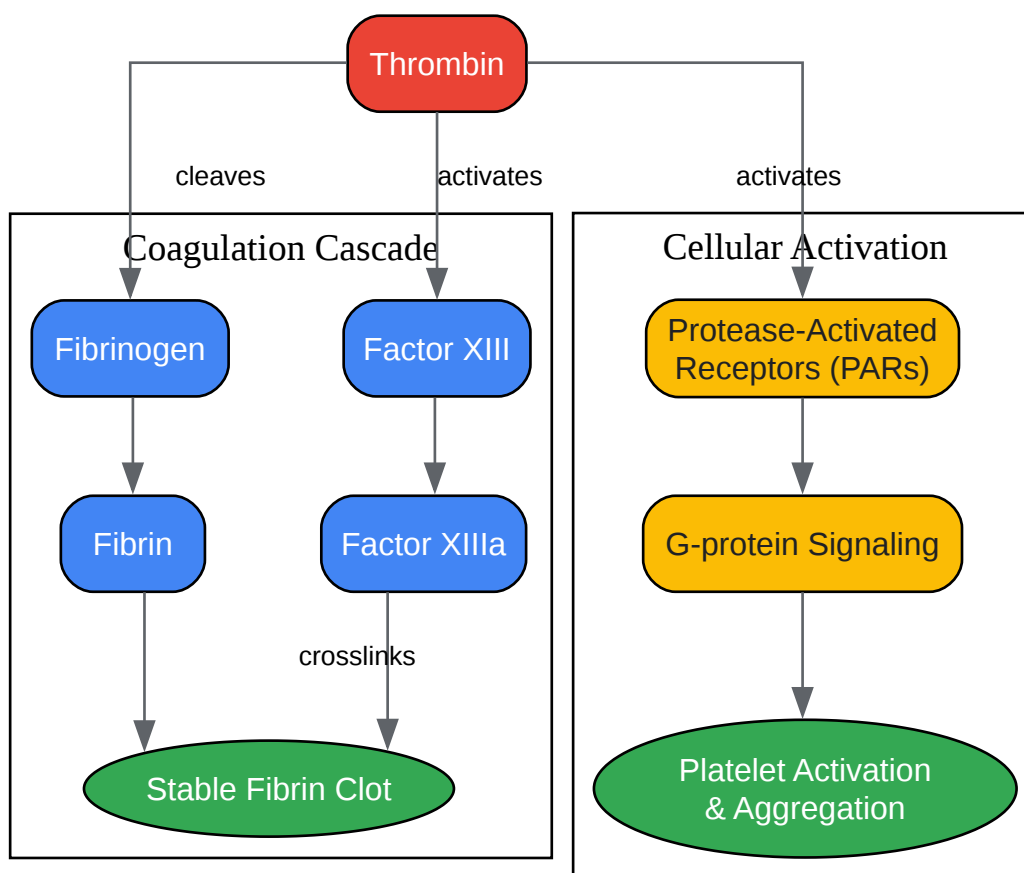 Thrombin
cleaves
activates
activates
Coagulation Cascade
Cellular Activation
Fibrinogen
Factor XIII
Protease-Activated
Receptors (PARs)
Fibrin
Factor XIIIa
G-protein Signaling
crosslinks
Stable Fibrin Clot
Platelet Activation
& Aggregation